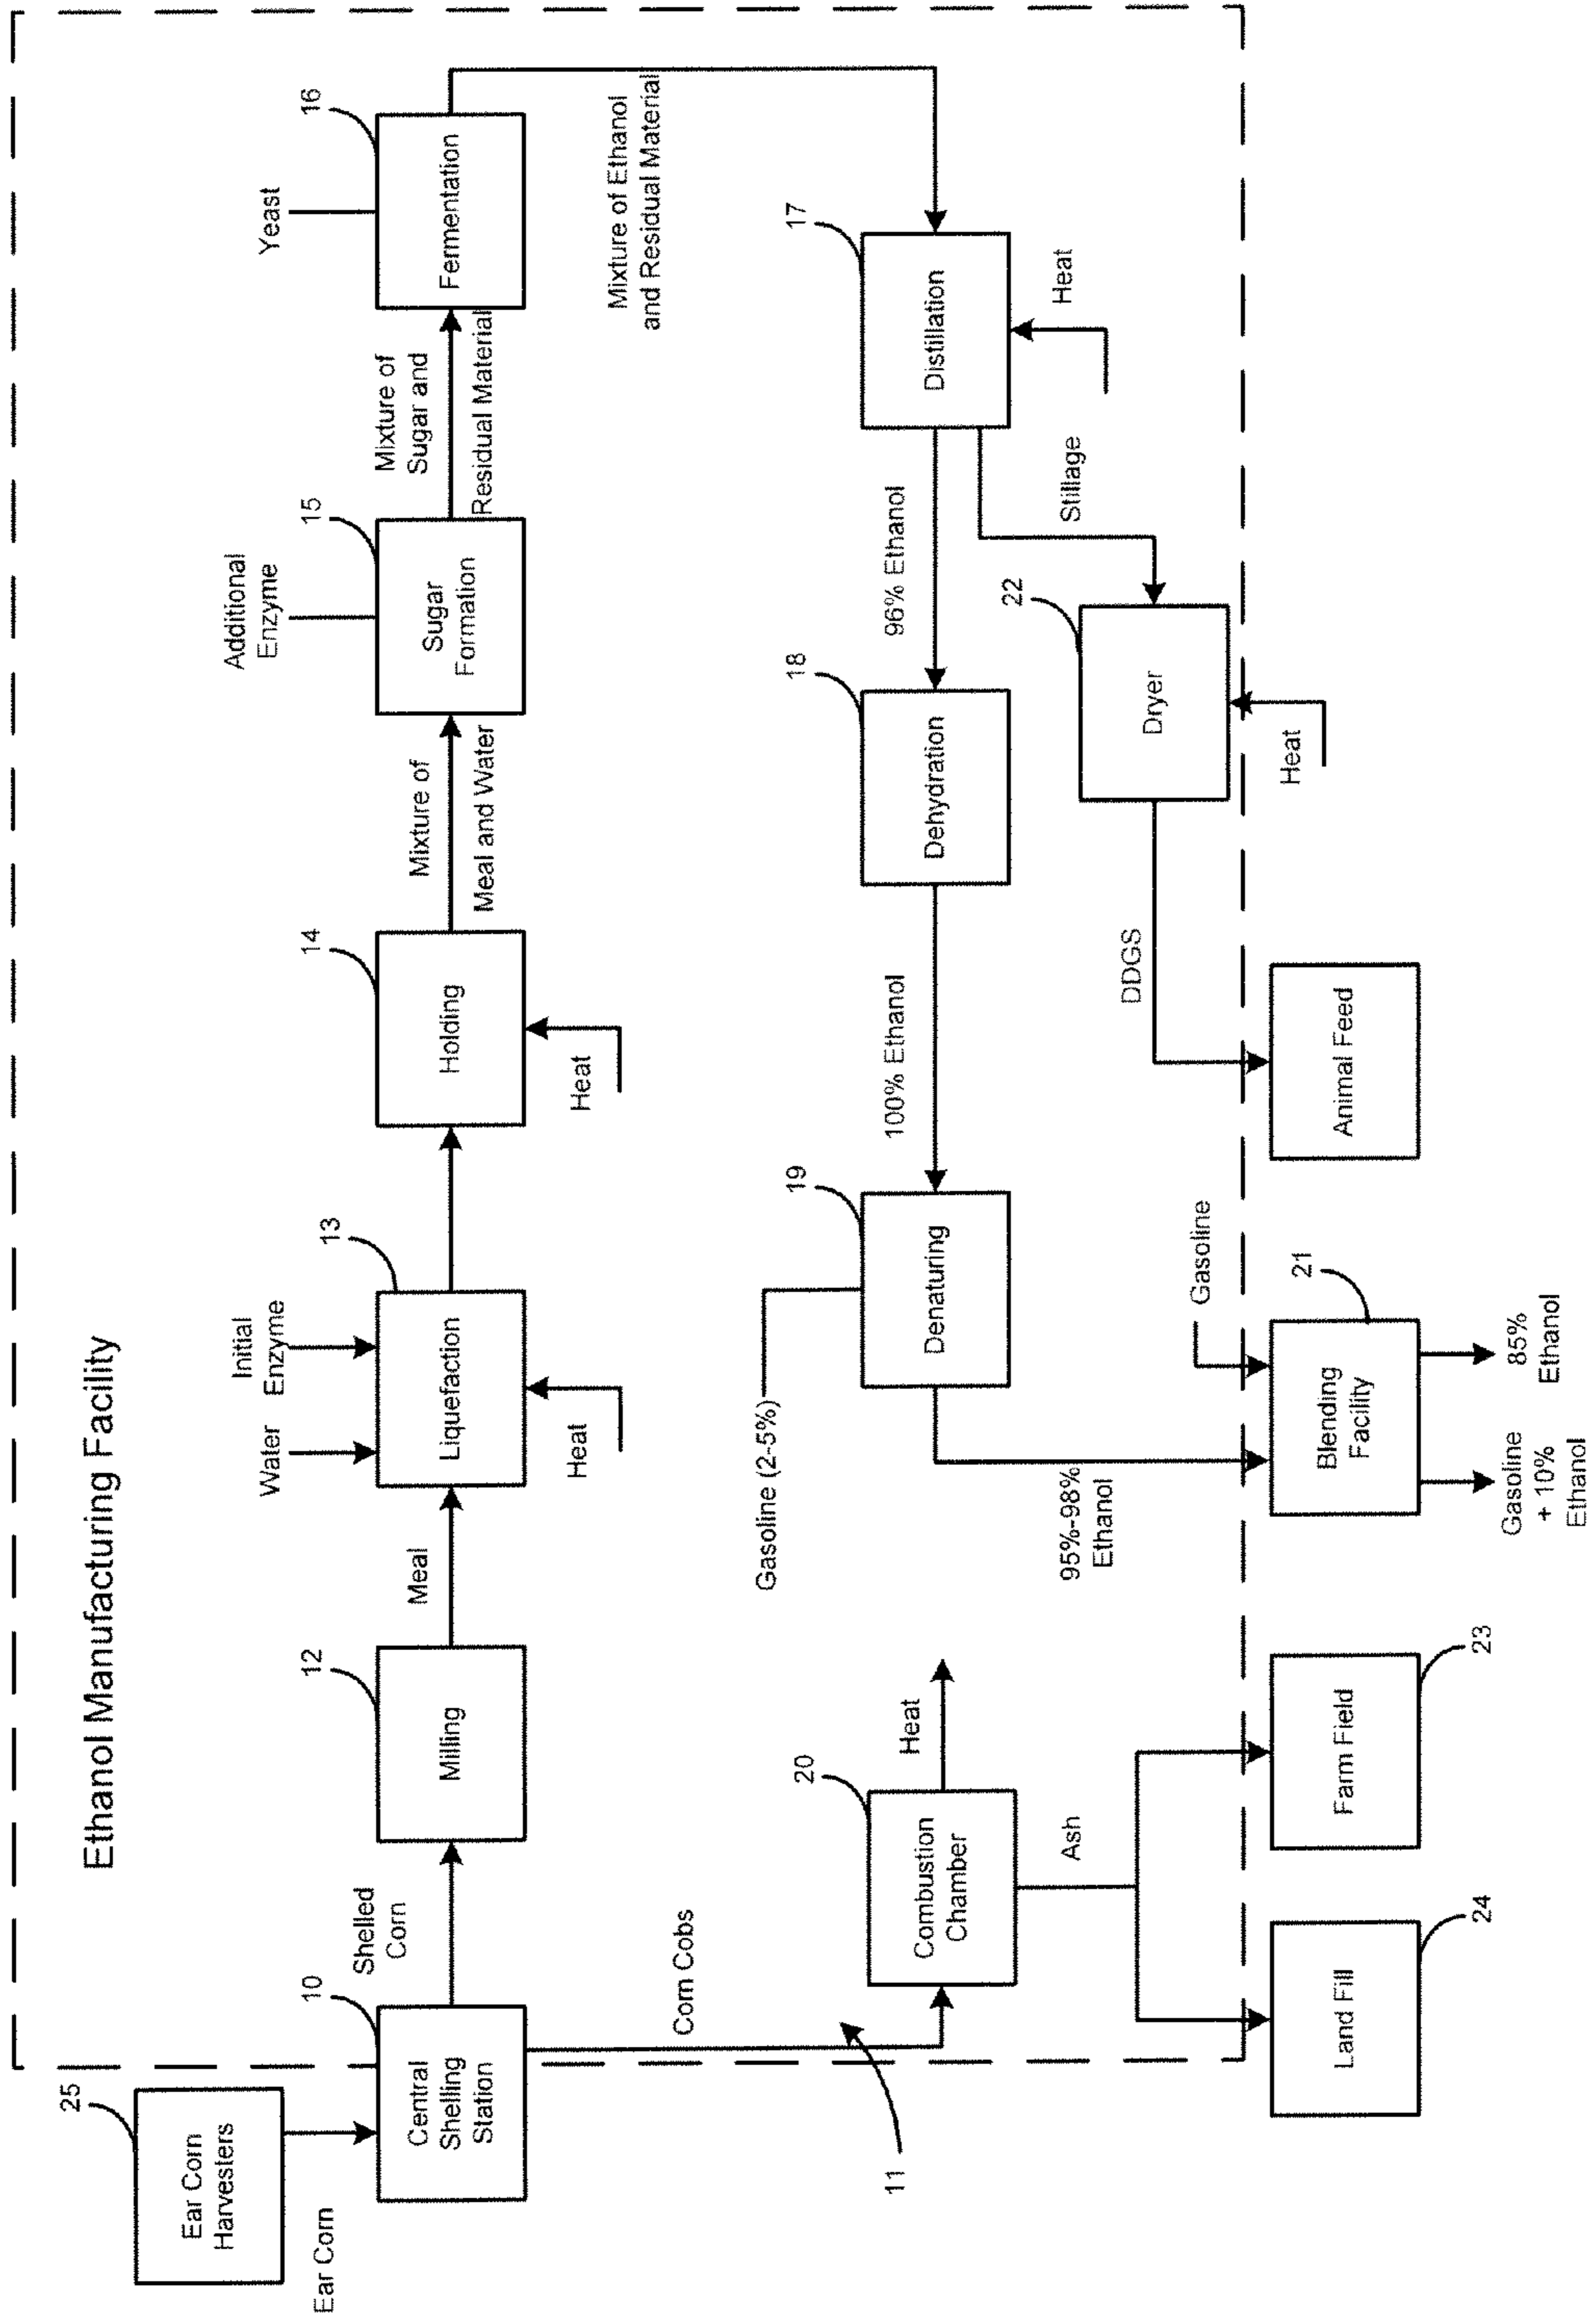 Ethanol Manufacturing Facility
25
Ear Corn
Harvesters
Ear Corn
10
Central
Shelling
Station
Shelled
Corn
12
Milling
Meal
Water
Initial
Enzyme
13
Liquefaction
Heat
14
Holding
Heat
Mixture of
Meal and Water
Additional
Enzyme
15
Sugar
Formation
Mixture of
Sugar and
Residual Material
Yeast
16
Fermentation
Mixture of Ethanol
and Residual Material
11
Corn Cobs
20
Combustion
Chamber
Heat
Ash
Gasoline (2-5%)
19
Denaturing
95%-98%
Ethanol
100% Ethanol
18
Dehydration
96% Ethanol
17
Distillation
Heat
Stillage
22
Dryer
Heat
DDGS
24
Land Fill
23
Farm Field
Gasoline
21
Blending
Facility
Gasoline
+ 10%
Ethanol
85%
Ethanol
Animal Feed